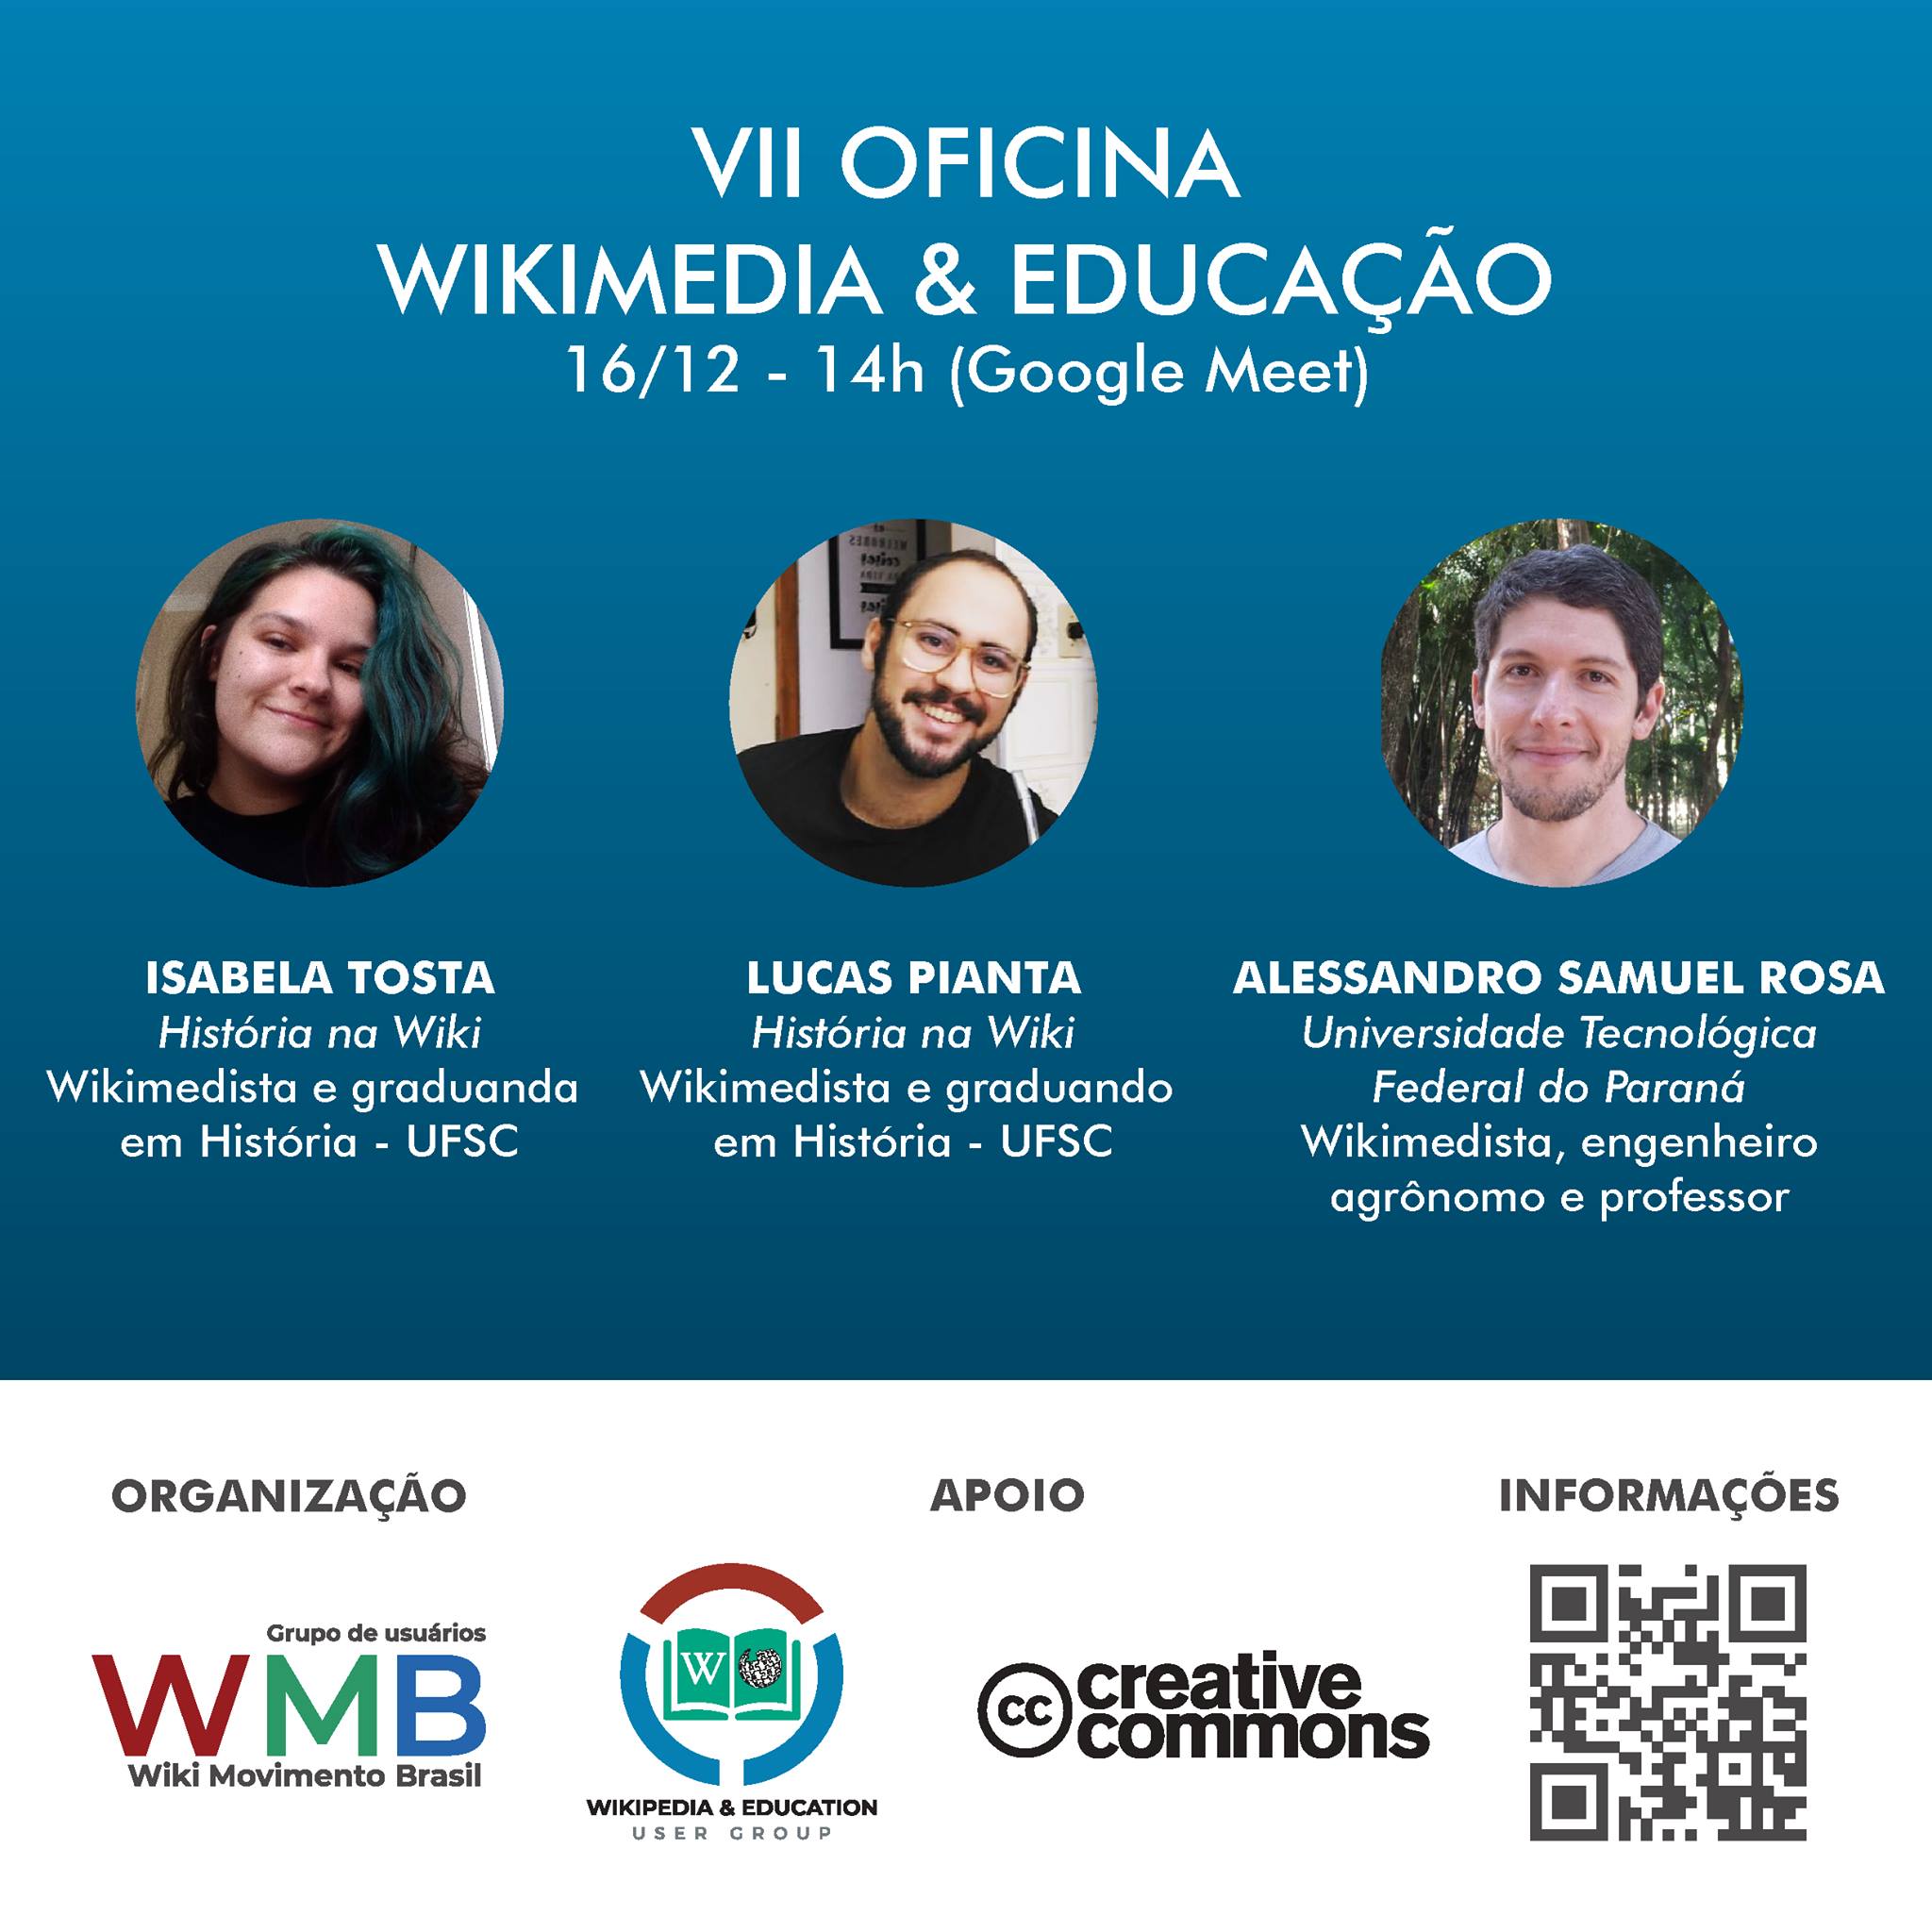 VII OFICINA
WIKIMEDIA & EDUCAÇÃO
16/12 - 14h (Google Meet)
ISABELA TOSTA
História na Wiki
Wikimedista e graduanda
em História - UFSC
LUCAS PIANTA
História na Wiki
Wikimedista e graduando
em História - UFSC
ALESSANDRO SAMUEL ROSA
Universidade Tecnológica
Federal do Paraná
Wikimedista, engenheiro
agrônomo e professor
ORGANIZAÇÃO
Grupo de usuários
WMB
Wiki Movimento Brasil
APOIO
W
WIKIPEDIA & EDUCATION
USER GROUP
cc creative
commons
INFORMAÇÕES